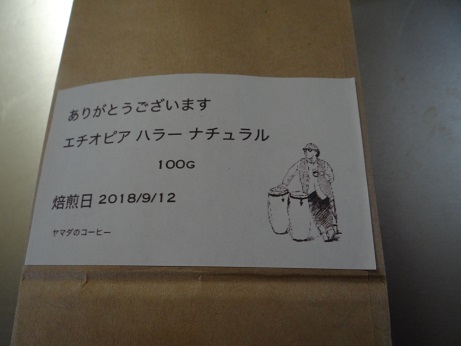 ありがとうございます
エチオピア ハラー ナチュラル
100G
焙煎日 2018/9/12
ヤマダのコーヒー